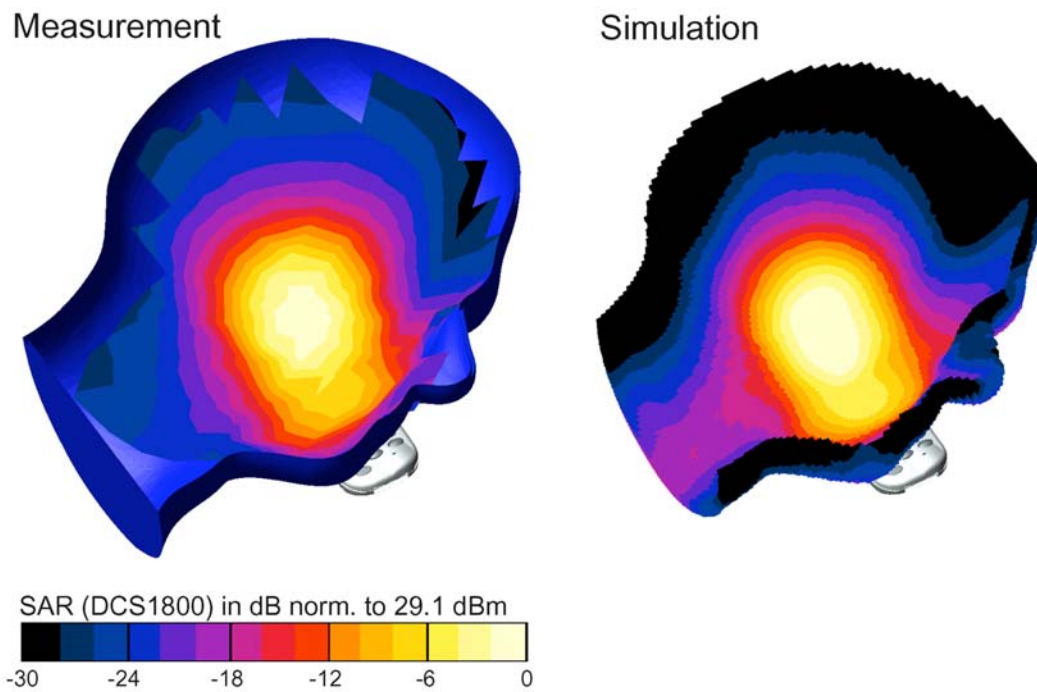 Measurement
Simulation
SAR (DCS1800) in dB norm. to 29.1 dBm
-30 -24 -18 -12 -6 0